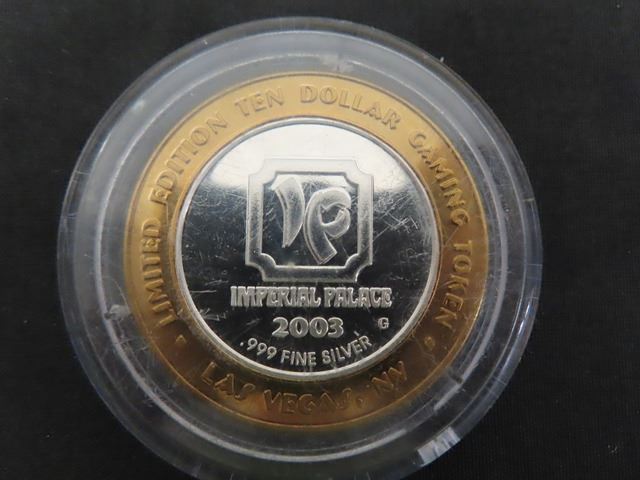 LIMITED EDITION TEN DOLLAR GAMING TOKEN
IP
IMPERIAL PALACE
2003
G
.999 FINE SILVER
LAS VEGAS, NV